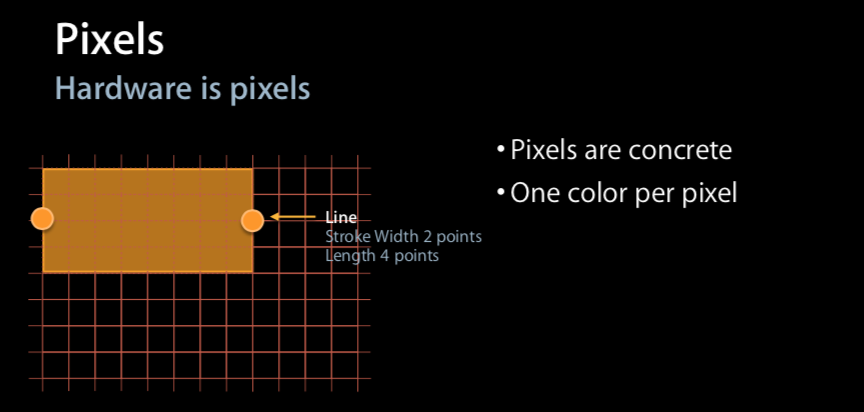 Pixels
Hardware is pixels
• Pixels are concrete
• One color per pixel
Line
Stroke Width 2 points
Length 4 points